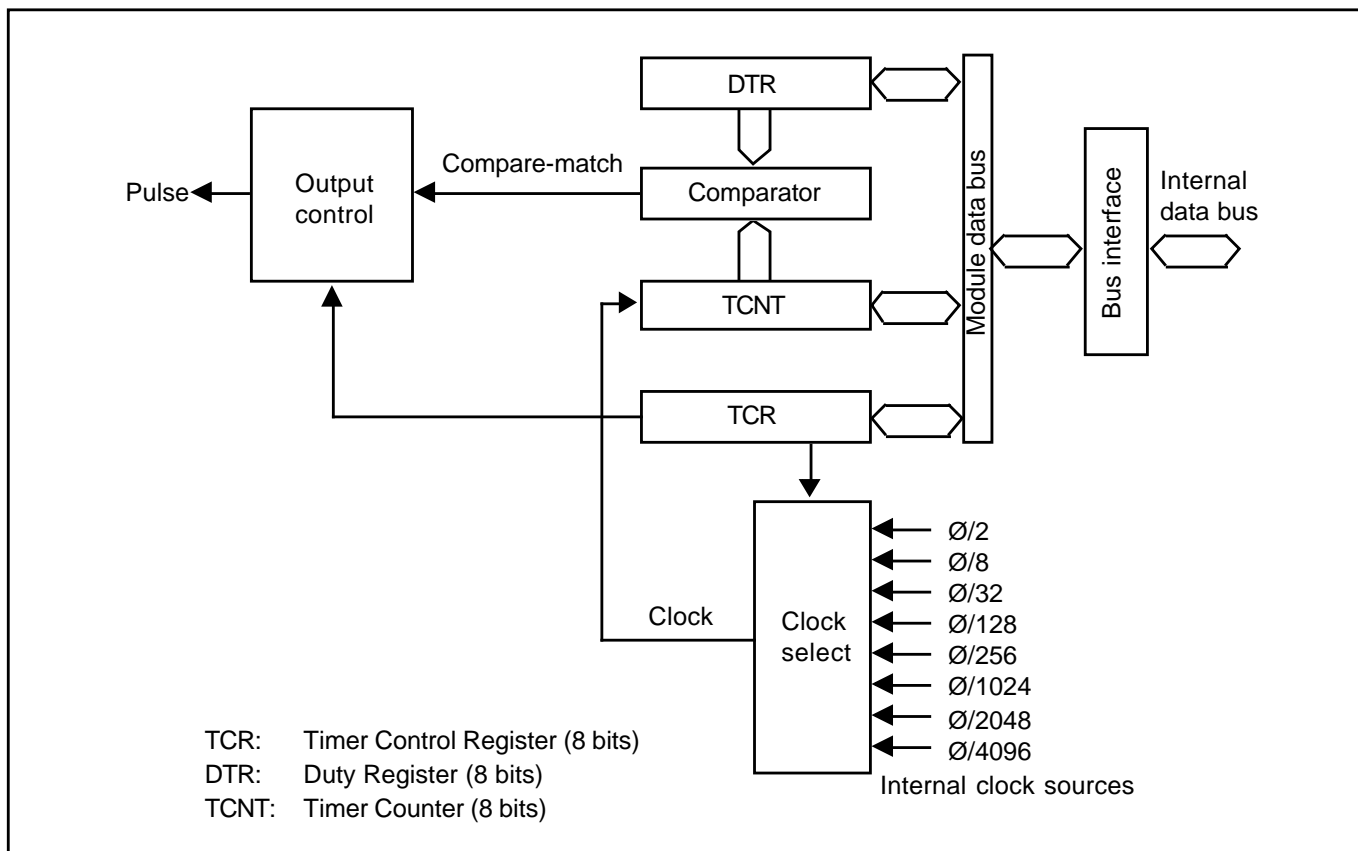 DTR
Compare-match
Pulse
Output
control
Comparator
Module data bus
Bus interface
Internal
data bus
TCNT
TCR
Clock
Clock
select
Ø/2
Ø/8
Ø/32
Ø/128
Ø/256
Ø/1024
Ø/2048
Ø/4096
Internal clock sources
TCR: Timer Control Register (8 bits)
DTR: Duty Register (8 bits)
TCNT: Timer Counter (8 bits)